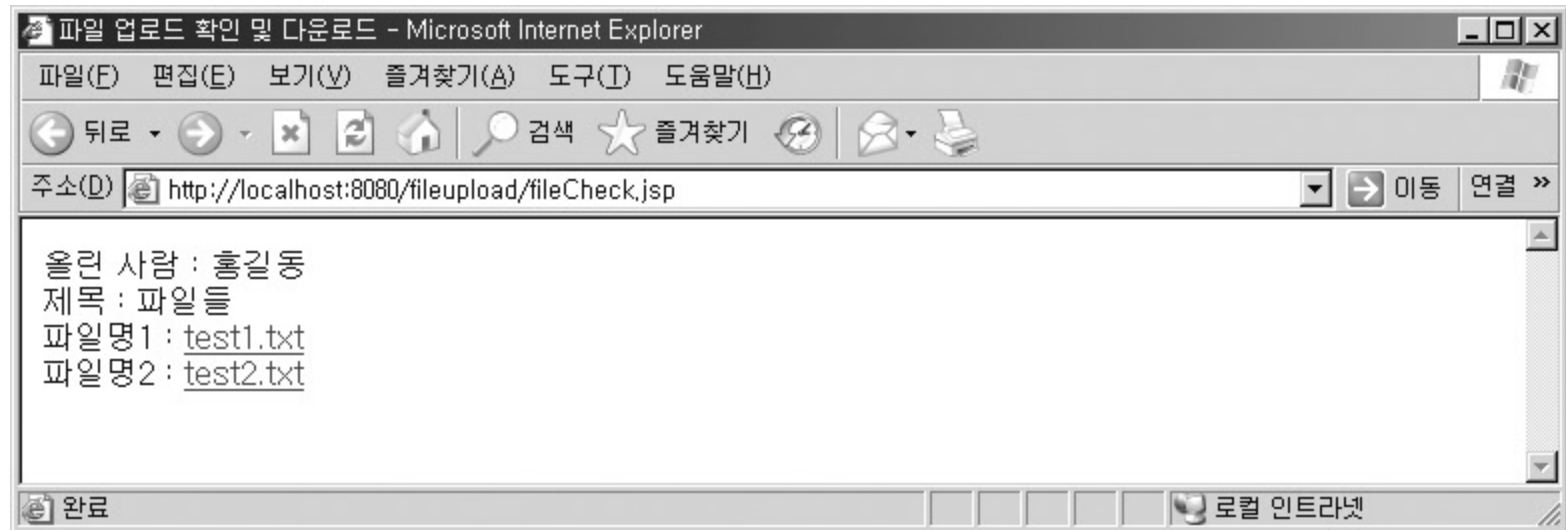 파일 업로드 확인 및 다운로드 - Microsoft Internet Explorer
파일(F) 편집(E) 보기(V) 즐겨찾기(A) 도구(T) 도움말(H)
뒤로 검색 즐겨찾기
주소(D) http://localhost:8080/fileupload/fileCheck.jsp 이동 연결 »
올린 사람 : 홍길동
제목 : 파일들
파일명1 : test1.txt
파일명2 : test2.txt
완료 로컬 인트라넷